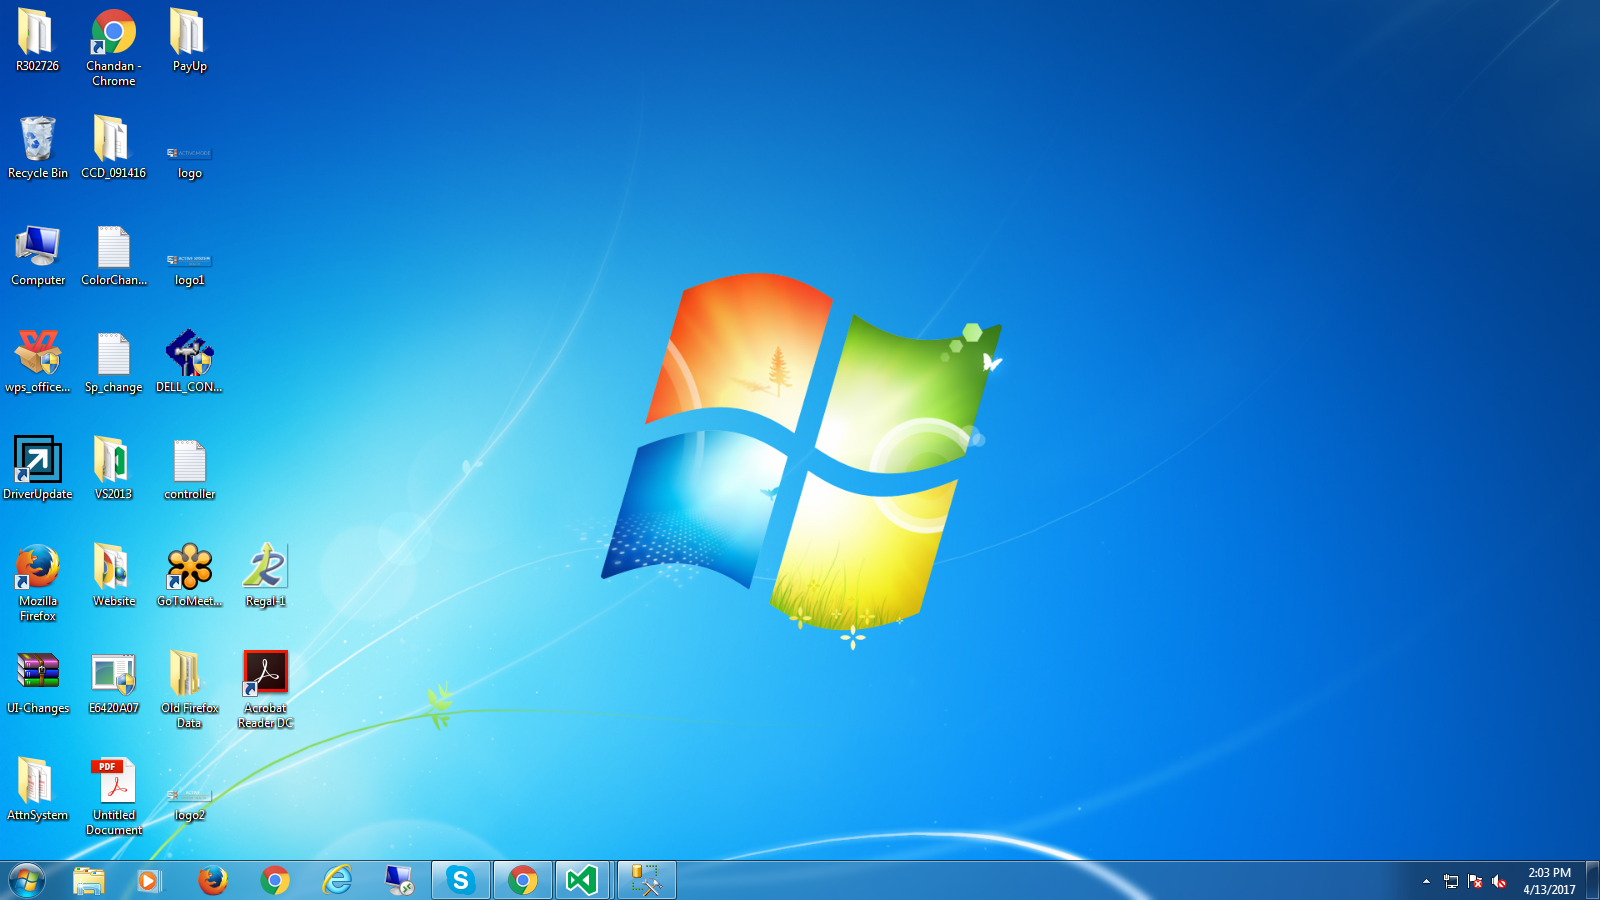 R302726
Chandan -
Chrome
PayUp
Recycle Bin
CCD_091416
logo
Computer
ColorChan...
logo1
wps_office...
Sp_change
DELL_CON...
DriverUpdate
VS2013
controller
Mozilla
Firefox
Website
GoToMeet...
Regal-1
UI-Changes
E6420A07
Old Firefox
Data
Acrobat
Reader DC
AttnSystem
PDF
Untitled
Document
logo2
2:03 PM
4/13/2017